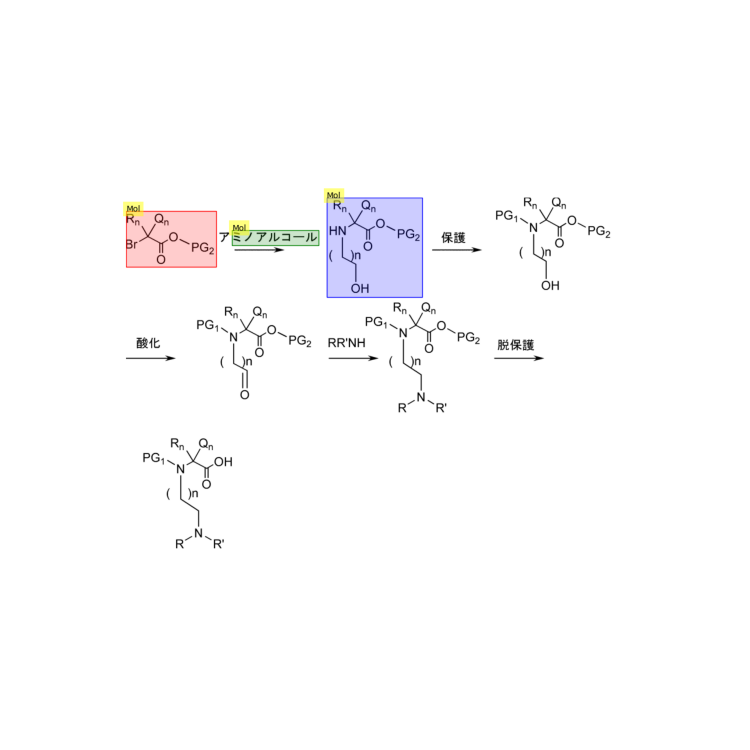 Mol
Rn Qn
Br O PG2
O
Mol
アミノアルコール
Mol
Rn Qn
HN O PG2
O
( )n
OH
保護
Rn Qn
PG1 N O PG2
O
( )n
OH
酸化
Rn Qn
PG1 N O PG2
O
( )n
O
RR'NH
Rn Qn
PG1 N O PG2
O
( )n
N
R R'
脱保護
Rn Qn
PG1 N OH
O
( )n
N
R R'